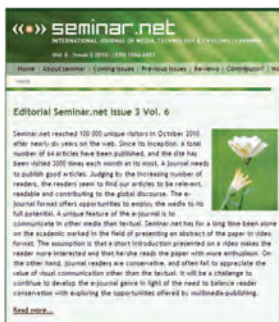 «(•)» seminar.net
INTERNATIONAL JOURNAL OF MEDIA, TECHNOLOGY & LIFELONG LEARNING
Home | About seminar | Coming Issues | Previous Issues | Reviews | Contribution
Editorial Seminar.net Issue 3 Vol. 6
Seminar.net reached 100 000 unique visitors in October 2010
after nearly six years on the web. Since its inception, a total
number of 64 articles have been published, and the site has
been visited 3000 times each month at its most. A journal needs
to publish good articles. Judging by the increasing number of
readers, the readers seem to find our articles to be relevant,
readable and contributing to the global discourse. The e-
journal format offers opportunities to employ the media to its
full potential. A unique feature of the e-journal is to
communicate in other media than textual. Seminar.net has for a long time been alone
on the academic marked in the field of presenting an abstract of the paper in video
format. The assumption is that a short introduction presented on a video makes the
reader more interested and that he/she reads the paper with more enthusiasm. On
the other hand, journal readers are conservative, and often fail to appreciate the
value of visual communication other than the textual. It will be a challenge to
continue to develop the e-journal genre in light of the need to balance reader
conservatism with exploring the opportunities offered by multimedia-publishing.
Read more...